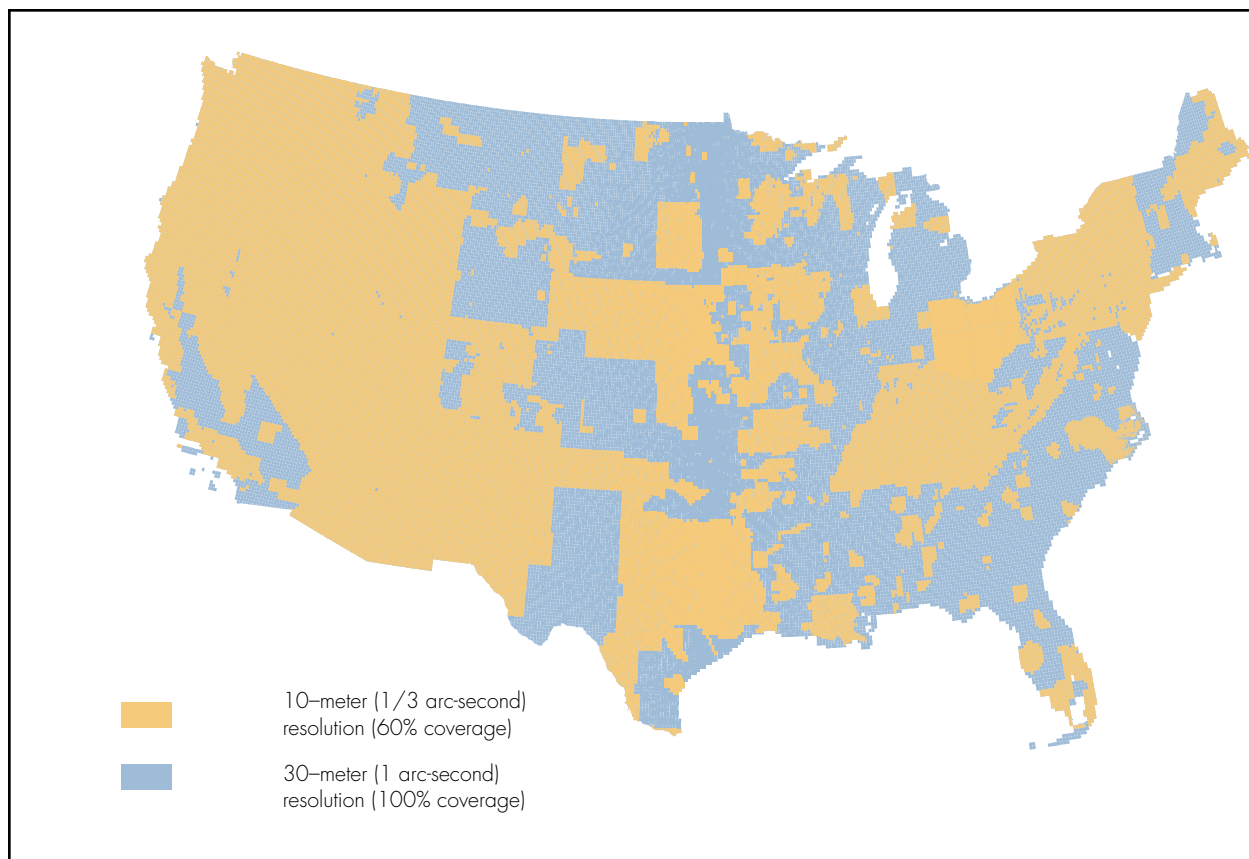 10–meter (1/3 arc-second)
resolution (60% coverage)
30–meter (1 arc-second)
resolution (100% coverage)